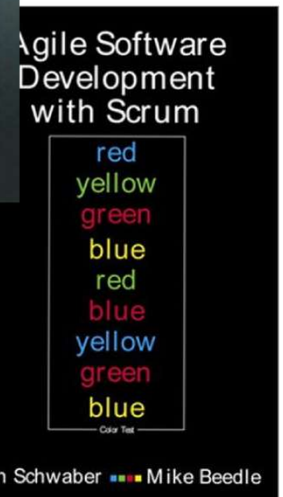 Agile Software
Development
with Scrum
red
yellow
green
blue
red
blue
yellow
green
blue
Color Test
n Schwaber Mike Beedle